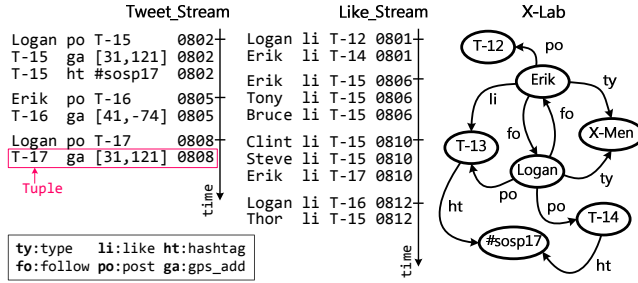 Tweet_Stream
Logan po T-15 0802
T-15 ga [31,121] 0802
T-15 ht #sosp17 0802
Erik po T-16 0805
T-16 ga [41,-74] 0805
Logan po T-17 0808
T-17 ga [31,121] 0808
Tuple
time
Like_Stream
Logan li T-12 0801
Erik li T-14 0801
Erik li T-15 0806
Tony li T-15 0806
Bruce li T-15 0806
Clint li T-15 0810
Steve li T-15 0810
Erik li T-17 0810
Logan li T-16 0812
Thor li T-15 0812
time
X-Lab
T-12
po
Erik
ty
li
fo
fo
X-Men
T-13
Logan
ty
po
po
ht
T-14
#sosp17
ht
ty:type li:like ht:hashtag
fo:follow po:post ga:gps_add